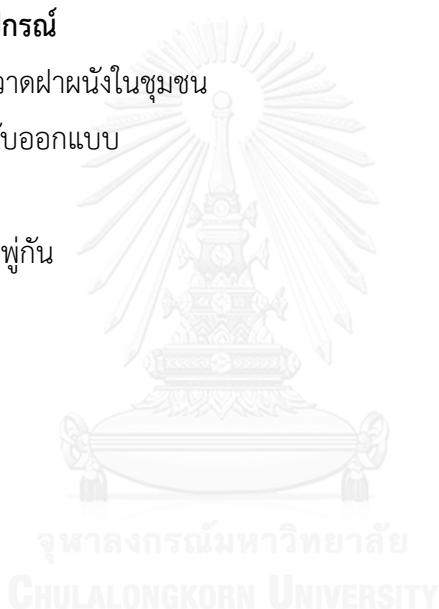 ปกรณ์
วาดฝาผนังในชุมชน
ับออกแบบ
พู่กัน
จุฬาลงกรณ์มหาวิทยาลัย
CHULALONGKORN UNIVERSITY